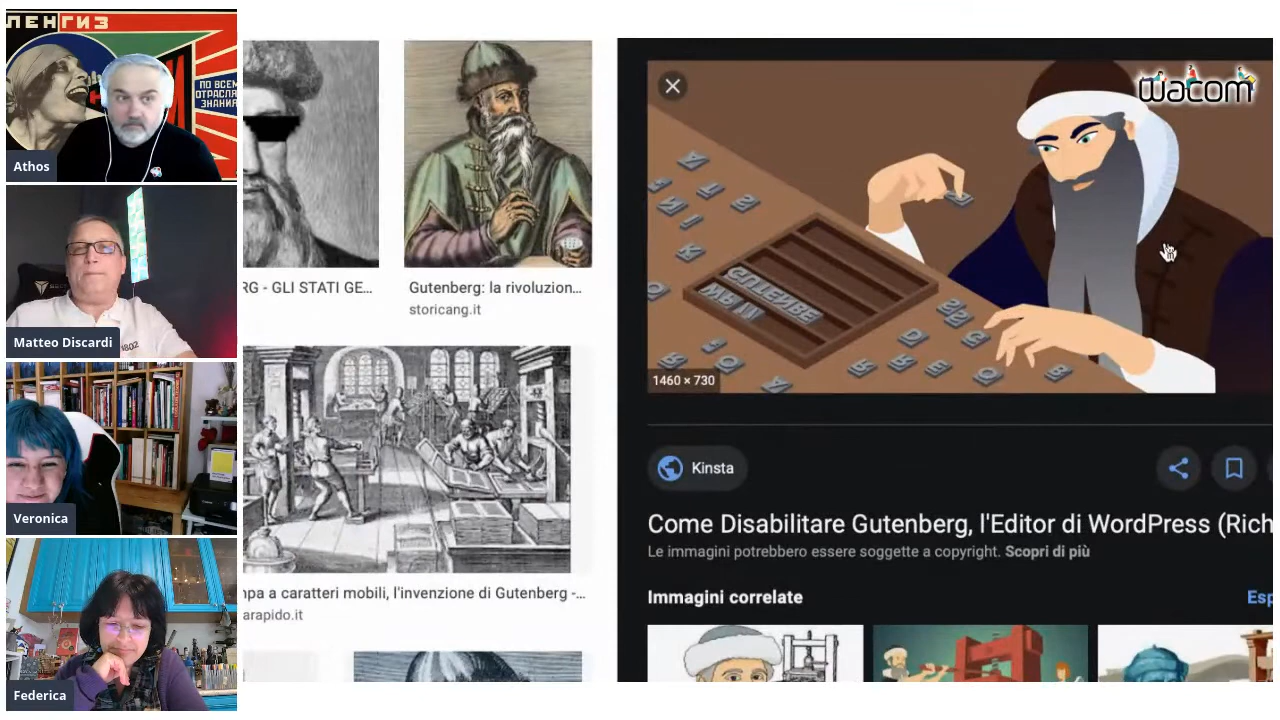 ЛЕНГИЗ
ПО ВСЕМ
ОТРАСЛЯМ
ЗНАНИЯ
Athos
Matteo Discardi
Veronica
Federica
RG - GLI STATI GE...
Gutenberg: la rivoluzion...
storicang.it
npa a caratteri mobili, l'invenzione di Gutenberg -...
arapido.it
wacom
GUTENBE
1460 × 730
Kinsta
Come Disabilitare Gutenberg, l'Editor di WordPress (Rich
Le immagini potrebbero essere soggette a copyright. Scopri di più
Immagini correlate
Esp